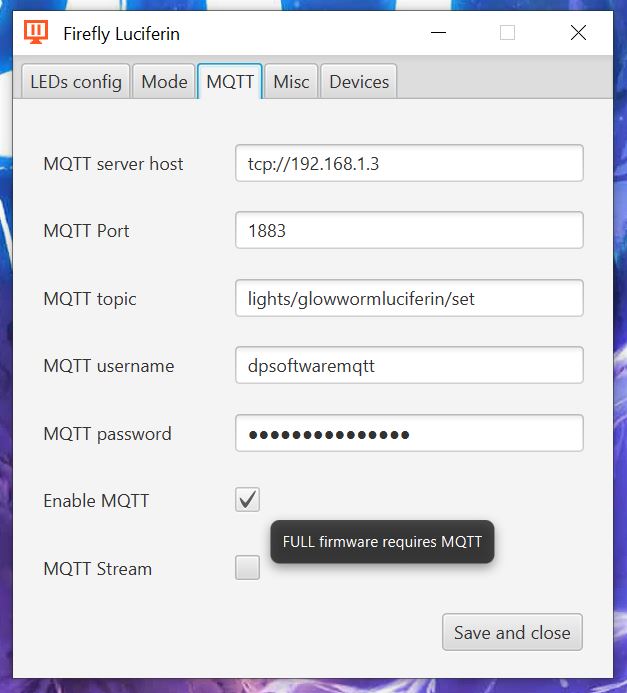 Firefly Luciferin
LEDs config Mode MQTT Misc Devices
MQTT server host tcp://192.168.1.3
MQTT Port 1883
MQTT topic lights/glowwormluciferin/set
MQTT username dpsoftwaremqtt
MQTT password ●●●●●●●●●●●●●●●
Enable MQTT
FULL firmware requires MQTT
MQTT Stream
Save and close